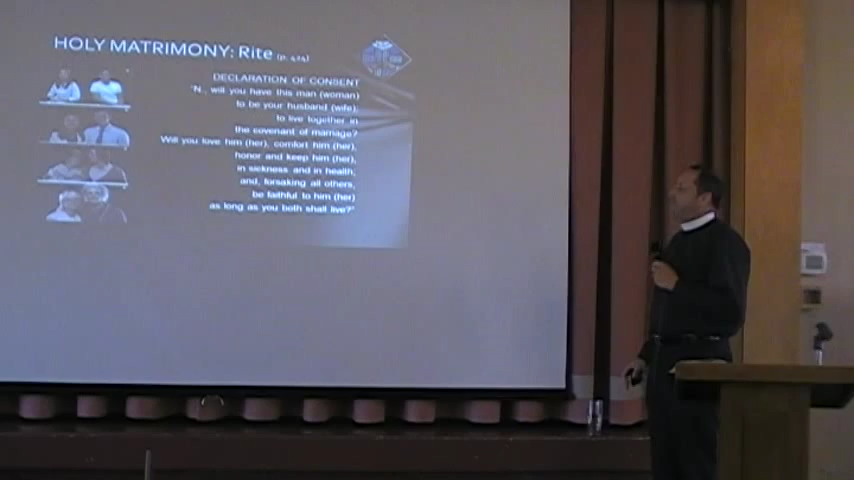 HOLY MATRIMONY: Rite (p. 424)
DECLARATION OF CONSENT
"N., will you have this man (woman)
to be your husband (wife);
to live together in
the covenant of marriage?
Will you love him (her), comfort him (her),
honor and keep him (her),
in sickness and in health,
and, forsaking all others,
be faithful to him (her)
as long as you both shall live?"